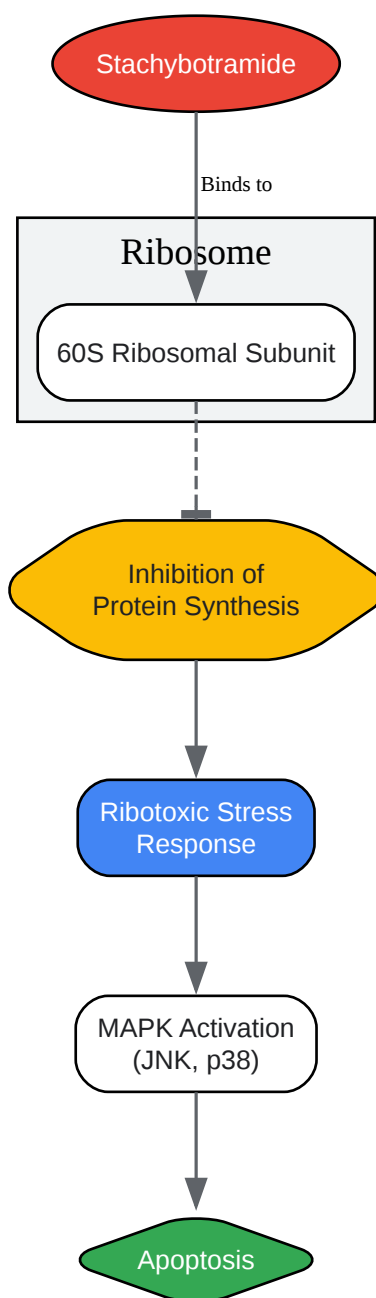 Stachybotramide
Binds to
Ribosome
60S Ribosomal Subunit
Inhibition of
Protein Synthesis
Ribotoxic Stress
Response
MAPK Activation
(JNK, p38)
Apoptosis